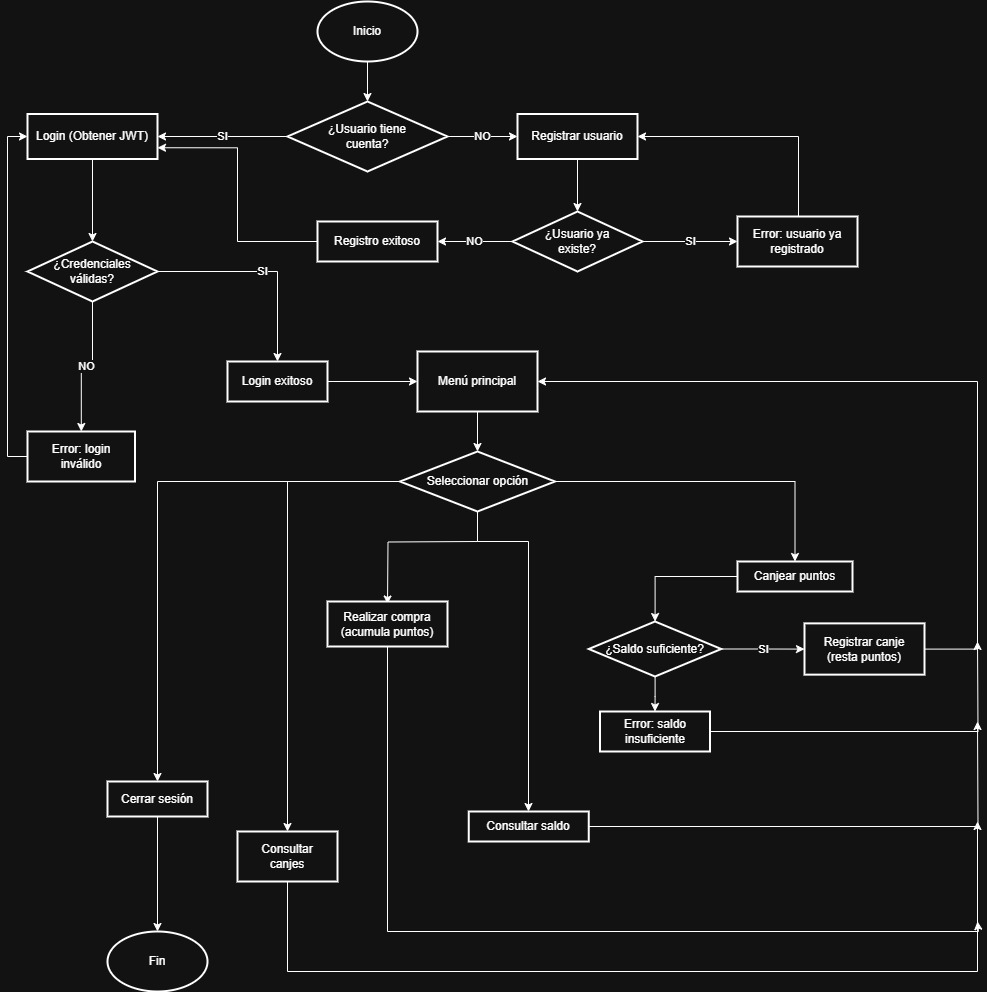 Inicio
¿Usuario tiene
cuenta?
SI
NO
Login (Obtener JWT)
Registrar usuario
¿Usuario ya
existe?
NO
SI
Registro exitoso
Error: usuario ya
registrado
¿Credenciales
válidas?
SI
NO
Login exitoso
Menú principal
Error: login
inválido
Seleccionar opción
Canjear puntos
Realizar compra
(acumula puntos)
¿Saldo suficiente?
SI
Registrar canje
(resta puntos)
Error: saldo
insuficiente
Cerrar sesión
Consultar saldo
Consultar
canjes
Fin